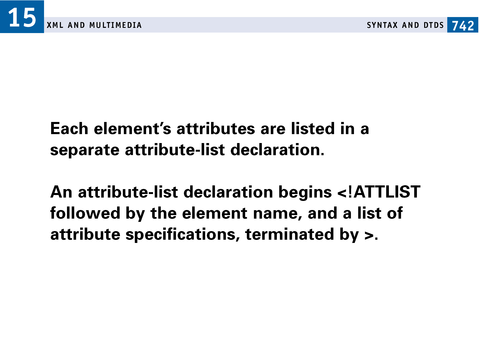 15
XML AND MULTIMEDIA
SYNTAX AND DTDS
742
Each element’s attributes are listed in a
separate attribute-list declaration.
An attribute-list declaration begins <!ATTLIST
followed by the element name, and a list of
attribute specifications, terminated by >.